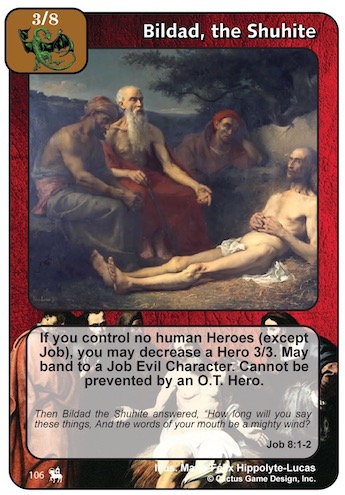 3/8
Bildad, the Shuhite
If you control no human Heroes (except
Job), you may decrease a Hero 3/3. May
band to a Job Evil Character. Cannot be
prevented by an O.T. Hero.
Then Bildad the Shuhite answered, "How long will you say
these things, And the words of your mouth be a mighty wind?
Job 8:1-2
Illus. Marie-Félix Hippolyte-Lucas
106
© Cactus Game Design, Inc.